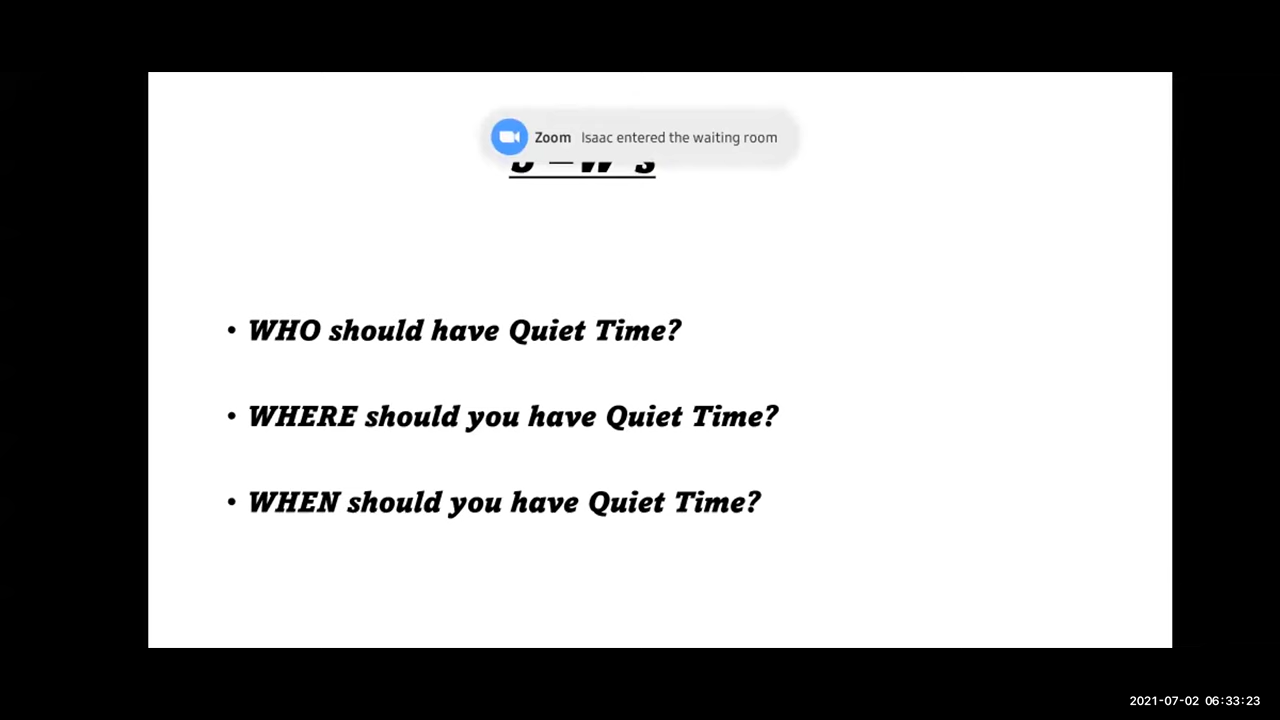 Zoom Isaac entered the waiting room
• WHO should have Quiet Time?
• WHERE should you have Quiet Time?
• WHEN should you have Quiet Time?
2021-07-02 06:33:23